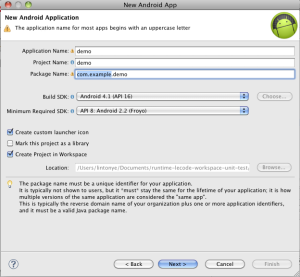 New Android App
New Android Application
The application name for most apps begins with an uppercase letter
Application Name: demo
Project Name: demo
Package Name: com.example.demo
Build SDK: Android 4.1 (API 16) Choose...
Minimum Required SDK: API 8: Android 2.2 (Froyo)
Create custom launcher icon
Mark this project as a library
Create Project in Workspace
Location: /Users/lintonye/Documents/runtime-lecode-workspace-unit-test, Browse...
The package name must be a unique identifier for your application.
It is typically not shown to users, but it *must* stay the same for the lifetime of your application; it is how
multiple versions of the same application are considered the "same app".
This is typically the reverse domain name of your organization plus one or more application identifiers,
and it must be a valid Java package name.
? < Back Next > Cancel Finish